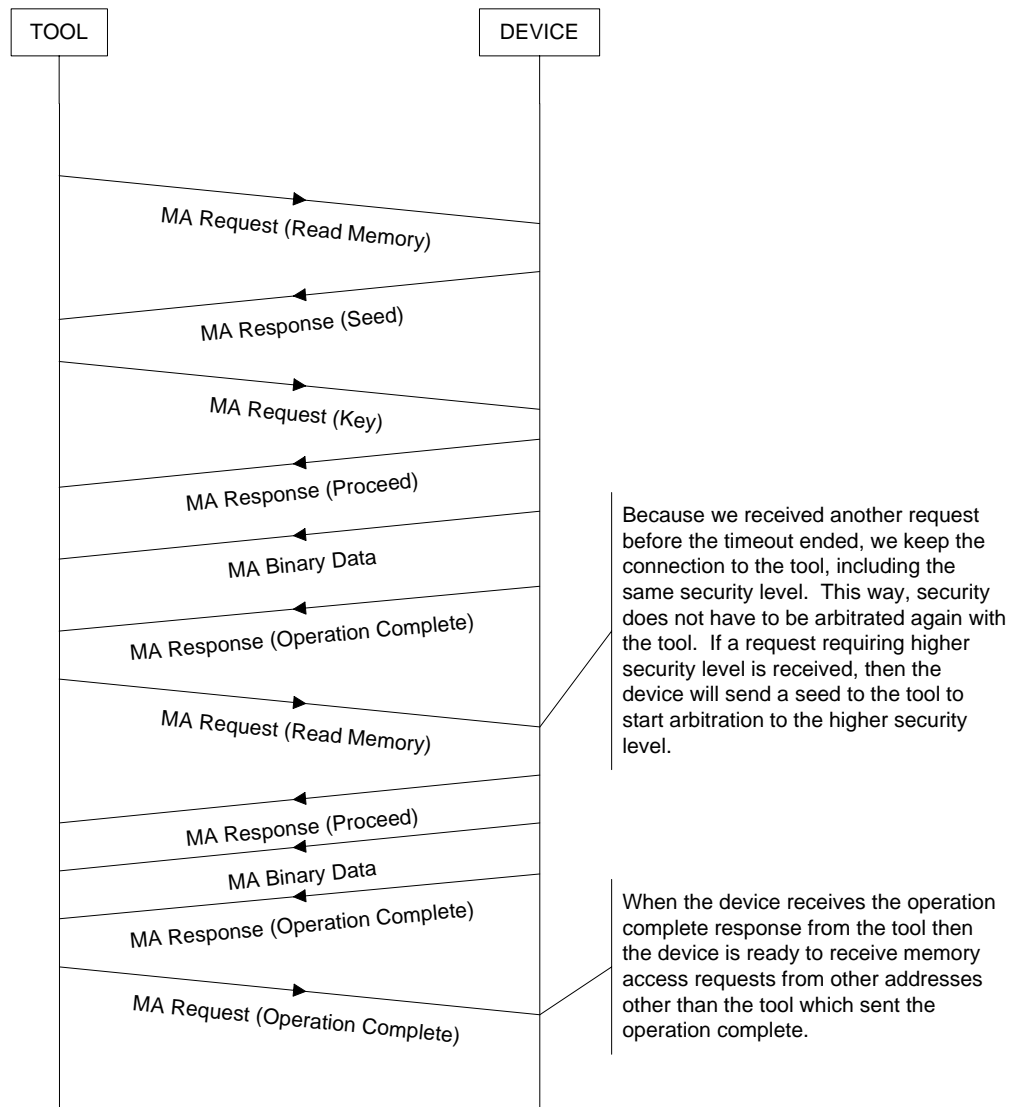 TOOL
DEVICE
MA Request (Read Memory)
MA Response (Seed)
MA Request (Key)
MA Response (Proceed)
MA Binary Data
MA Response (Operation Complete)
MA Request (Read Memory)
Because we received another request
before the timeout ended, we keep the
connection to the tool, including the
same security level.  This way, security
does not have to be arbitrated again with
the tool.  If a request requiring higher
security level is received, then the
device will send a seed to the tool to
start arbitration to the higher security
level.
MA Response (Proceed)
MA Binary Data
MA Response (Operation Complete)
MA Request (Operation Complete)
When the device receives the operation
complete response from the tool then
the device is ready to receive memory
access requests from other addresses
other than the tool which sent the
operation complete.